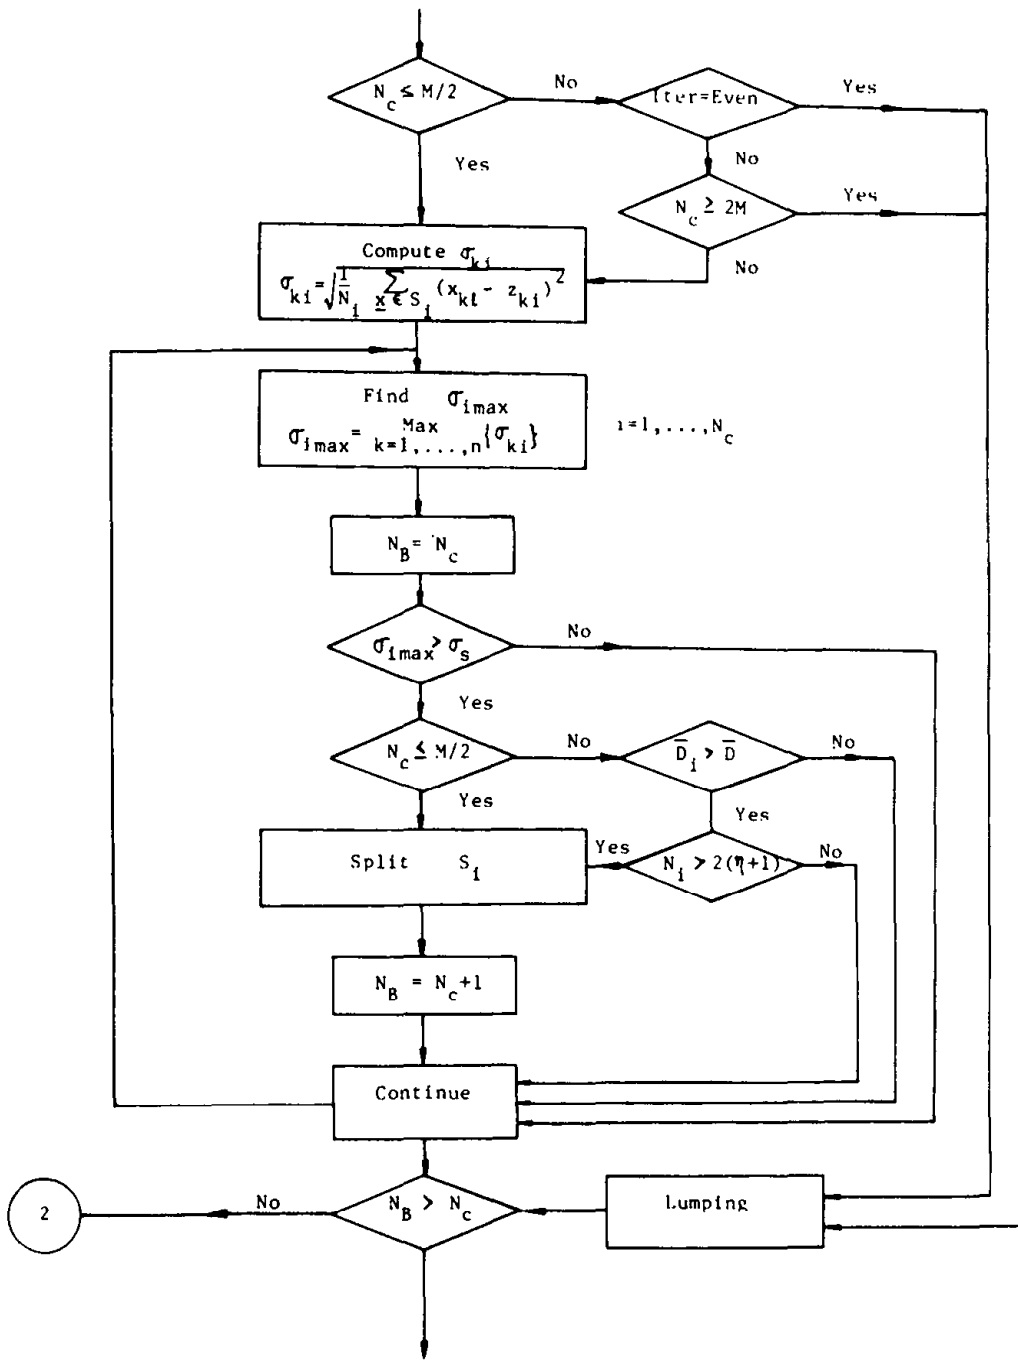 N_c ≤ M/2
No
Iter=Even
Yes
Yes
No
N_c ≥ 2M
Yes
No
Compute σ_ki
σ_ki = √(1/N_i Σ_{x ∈ S_i} (x_kl - z_ki)^2)
Find σ_imax
σ_imax = Max_{k=1,...,n} {σ_ki}
i=1,...,N_c
N_B = N_c
σ_imax > σ_s
No
Yes
N_c ≤ M/2
No
D̄_i > D̄
No
Yes
Yes
Split S_i
Yes
N_i > 2(η+1)
No
N_B = N_c+1
Continue
2
No
N_B > N_c
Lumping